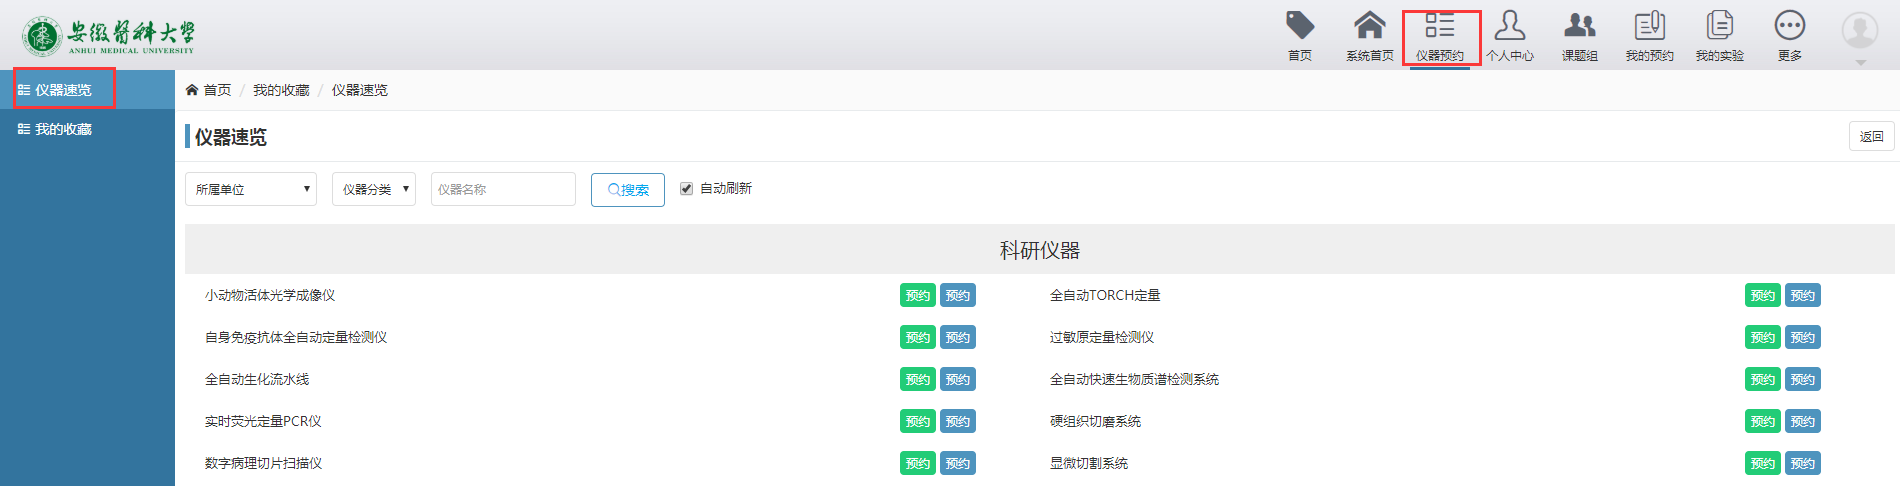 安徽医科大学
ANHUI MEDICAL UNIVERSITY
首页 系统首页 仪器预约 个人中心 课题组 我的预约 我的实验 更多
仪器速览
我的收藏
首页 / 我的收藏 / 仪器速览
仪器速览
返回
所属单位 仪器分类 仪器名称 搜索 自动刷新
科研仪器
小动物活体光学成像仪 预约 预约 全自动TORCH定量 预约 预约
自身免疫抗体全自动定量检测仪 预约 预约 过敏原定量检测仪 预约 预约
全自动生化流水线 预约 预约 全自动快速生物质谱检测系统 预约 预约
实时荧光定量PCR仪 预约 预约 硬组织切磨系统 预约 预约
数字病理切片扫描仪 预约 预约 显微切割系统 预约 预约